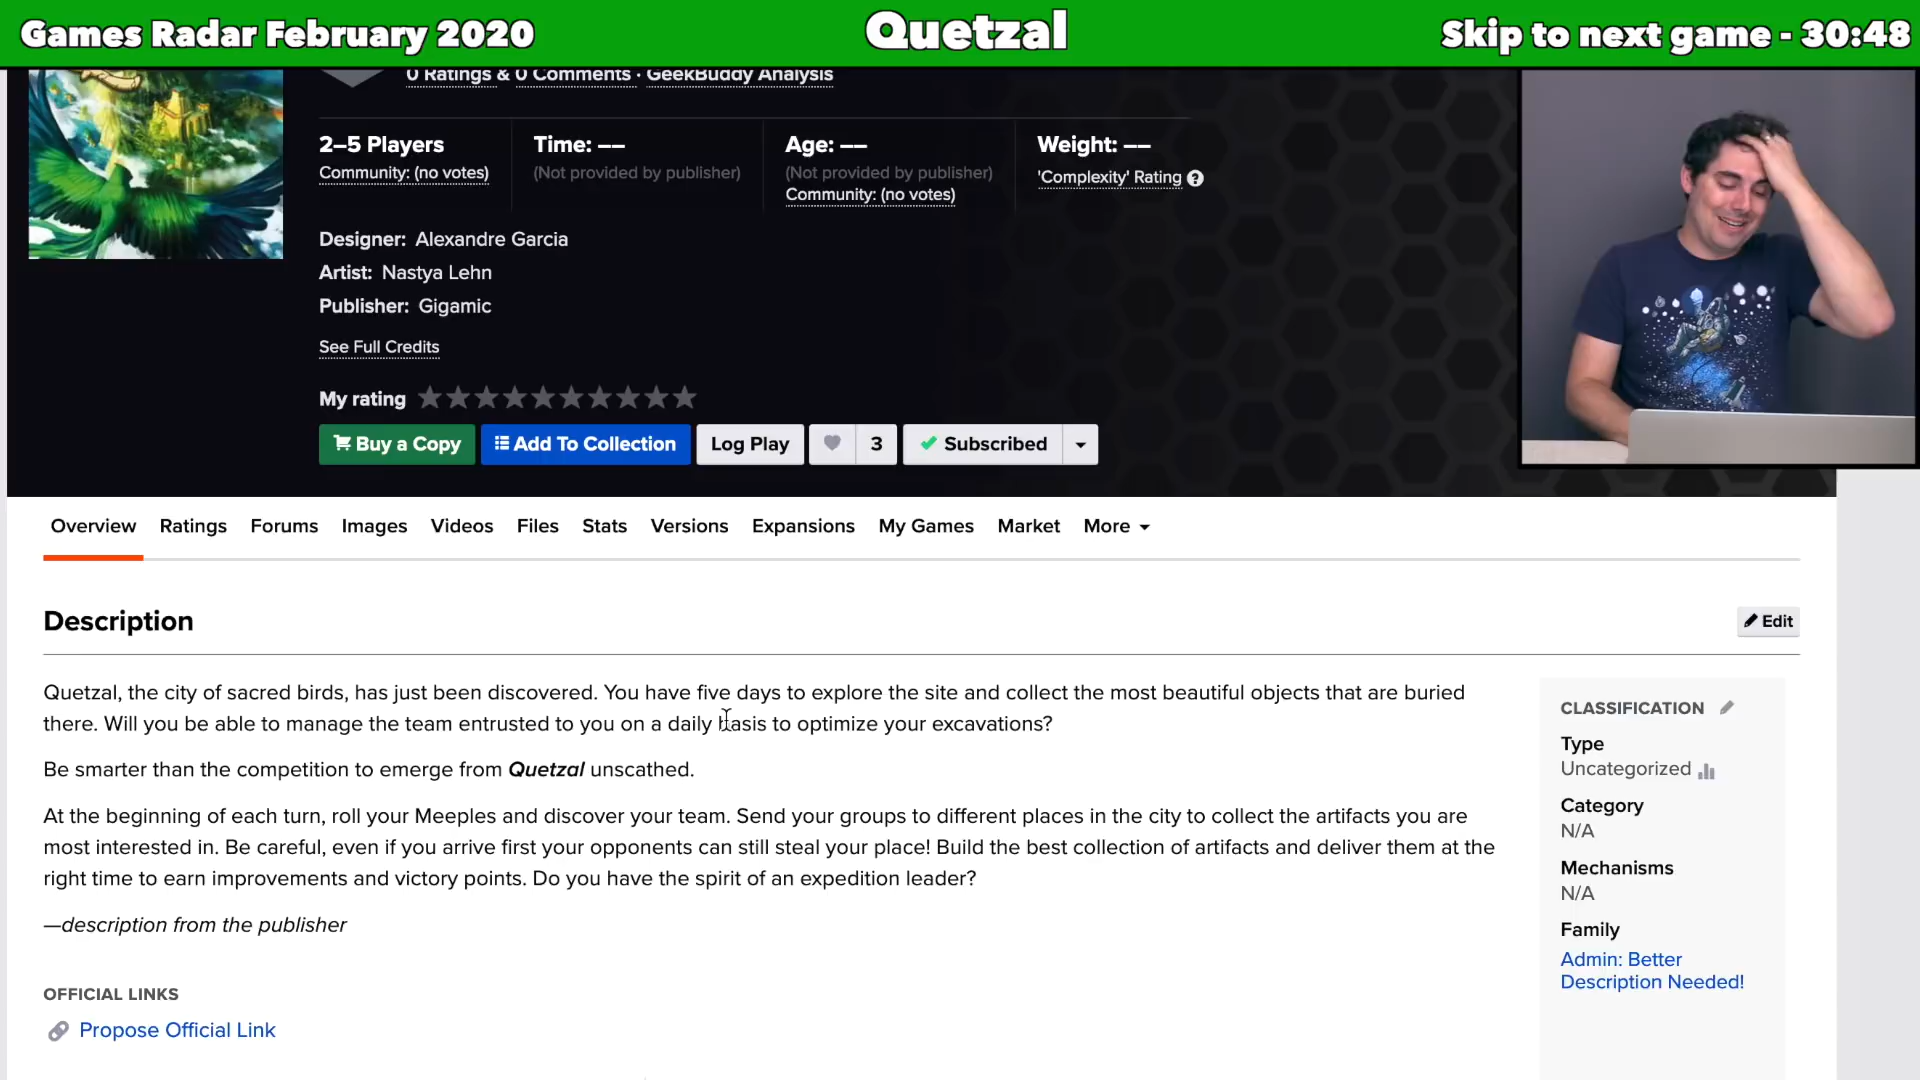 Games Radar February 2020
Quetzal
Skip to next game - 30:48
0 Ratings & 0 Comments · GeekBuddy Analysis
2–5 Players
Community: (no votes)
Time: ––
(Not provided by publisher)
Age: ––
(Not provided by publisher)
Community: (no votes)
Weight: ––
'Complexity' Rating ?
Designer: Alexandre Garcia
Artist: Nastya Lehn
Publisher: Gigamic
See Full Credits
My rating
Buy a Copy
Add To Collection
Log Play
3
Subscribed
Overview Ratings Forums Images Videos Files Stats Versions Expansions My Games Market More
Description
Edit
Quetzal, the city of sacred birds, has just been discovered. You have five days to explore the site and collect the most beautiful objects that are buried
there. Will you be able to manage the team entrusted to you on a daily basis to optimize your excavations?
Be smarter than the competition to emerge from Quetzal unscathed.
At the beginning of each turn, roll your Meeples and discover your team. Send your groups to different places in the city to collect the artifacts you are
most interested in. Be careful, even if you arrive first your opponents can still steal your place! Build the best collection of artifacts and deliver them at the
right time to earn improvements and victory points. Do you have the spirit of an expedition leader?
—description from the publisher
OFFICIAL LINKS
Propose Official Link
CLASSIFICATION
Type
Uncategorized
Category
N/A
Mechanisms
N/A
Family
Admin: Better
Description Needed!